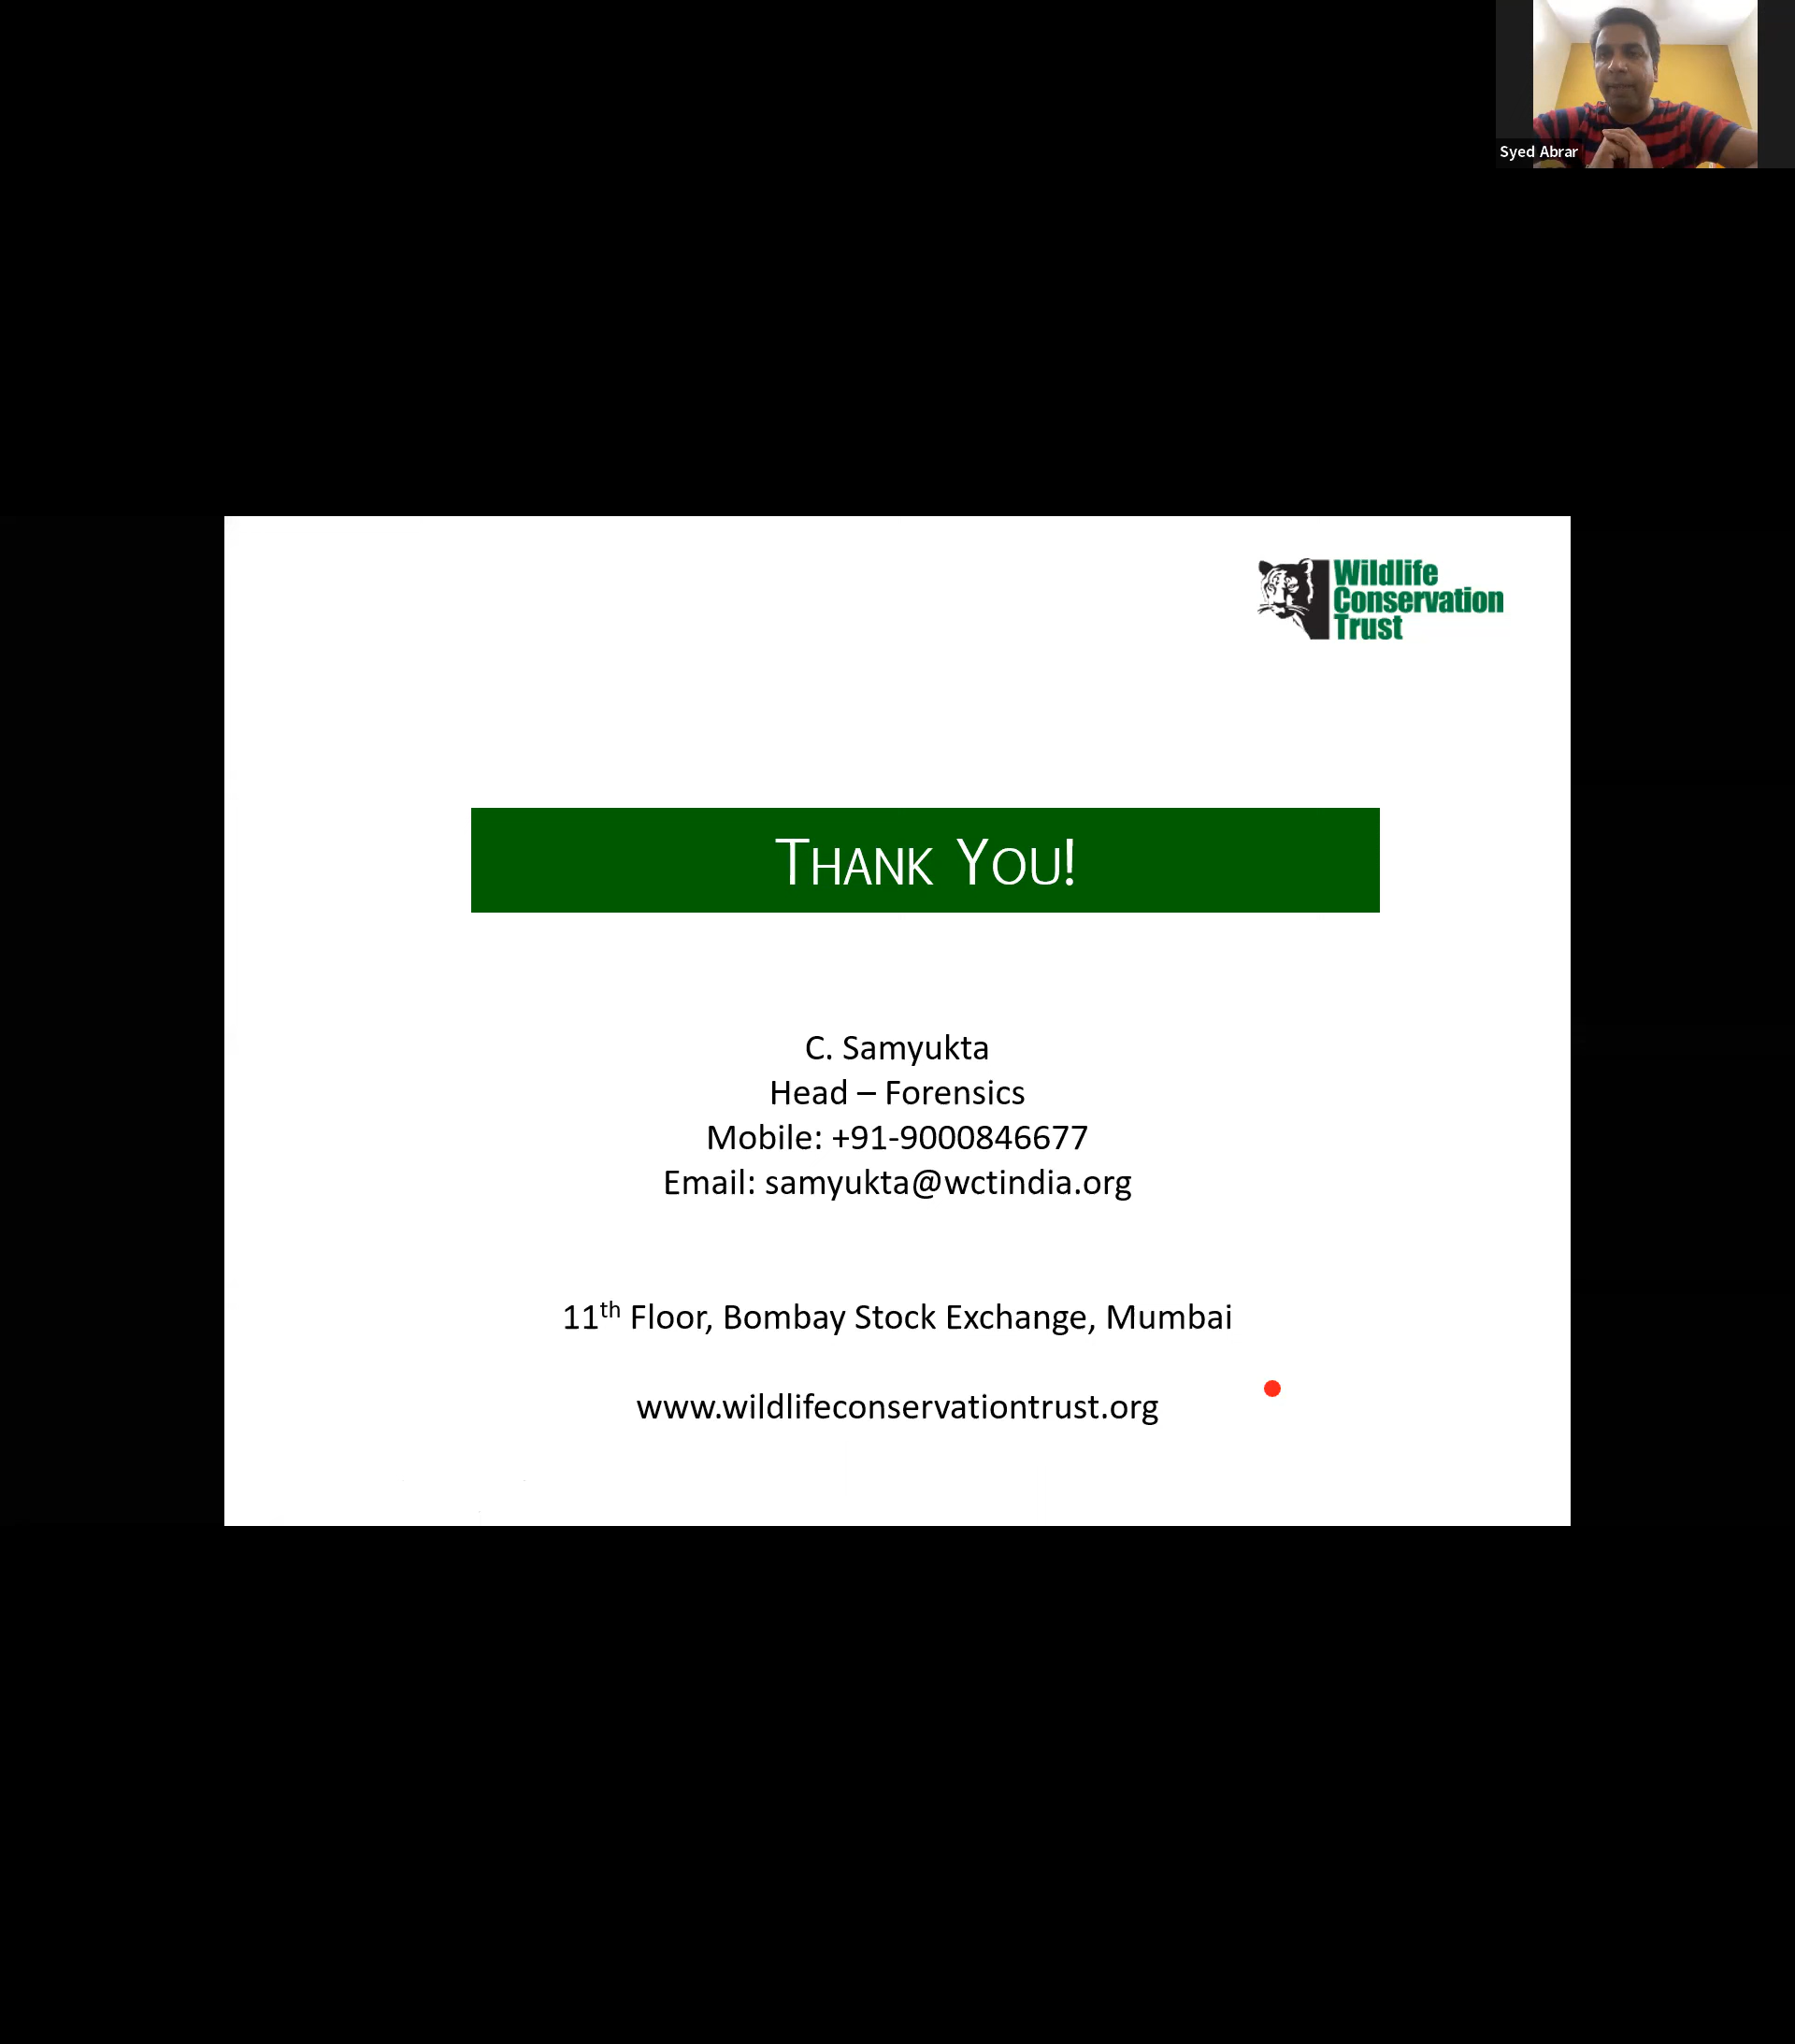 Syed Abrar
Wildlife
Conservation
Trust
THANK YOU!
C. Samyukta
Head – Forensics
Mobile: +91-9000846677
Email: samyukta@wctindia.org
11th Floor, Bombay Stock Exchange, Mumbai
www.wildlifeconservationtrust.org